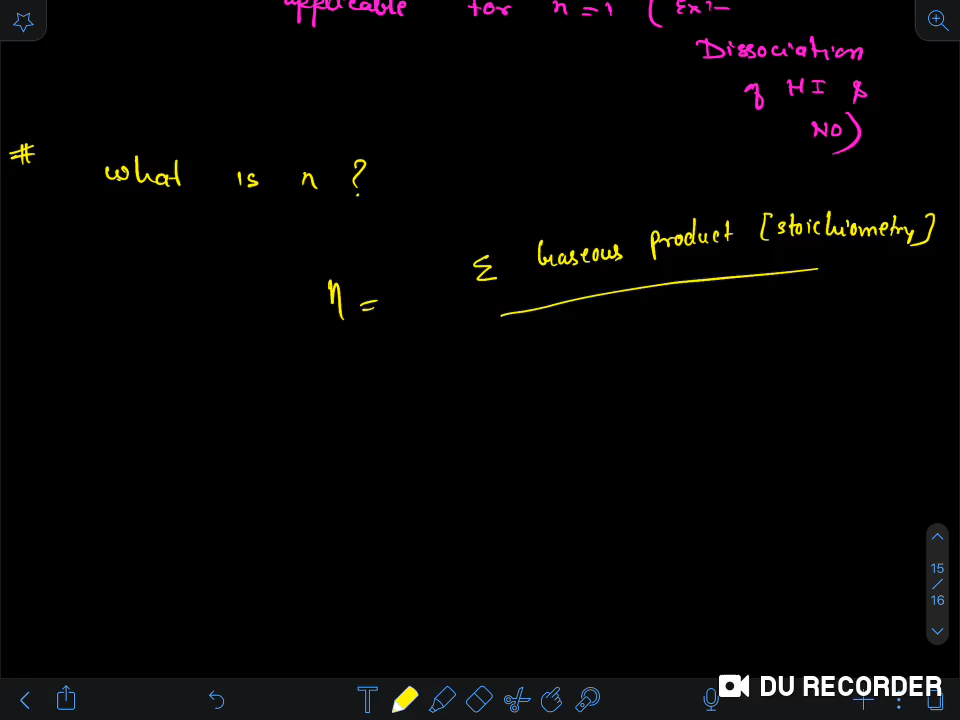 applicable for n=1 (Ex:-
Dissociation
of HI &
NO)
# what is n ?
Σ Gaseous product [stoichiometry]
n =
15
/
16
T
DU RECORDER